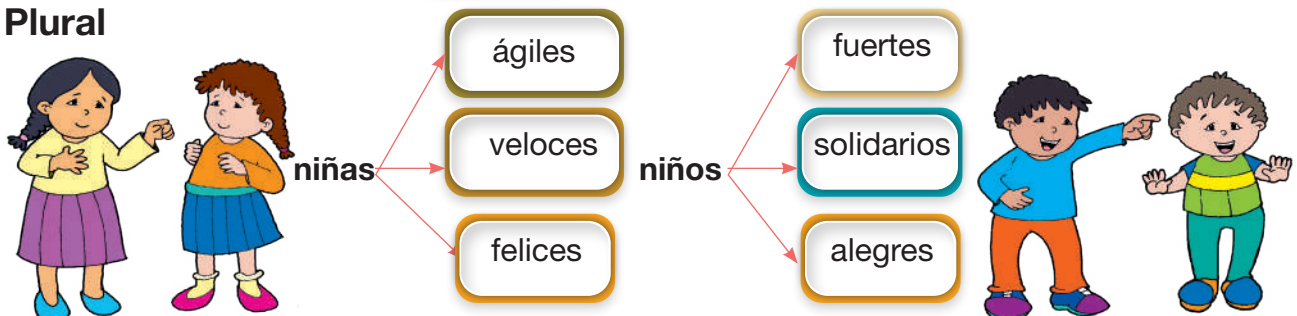 Plural
niñas
ágiles
veloces
felices
niños
fuertes
solidarios
alegres